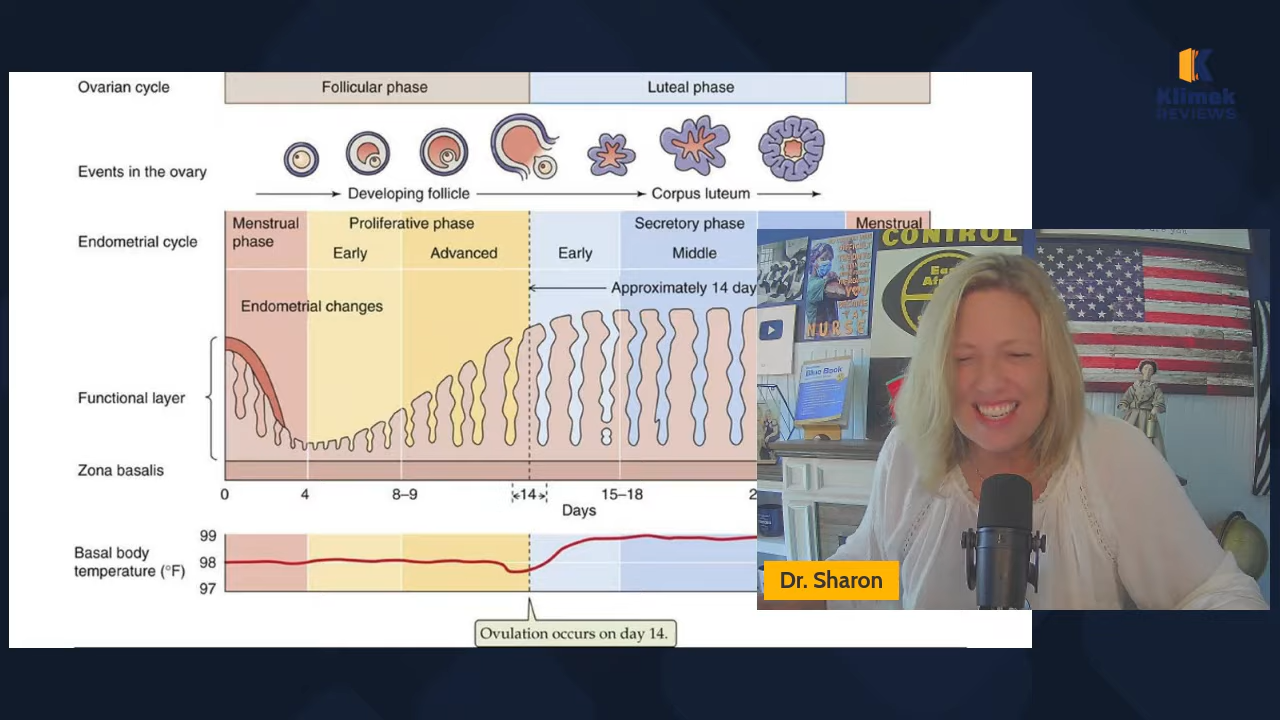 Klimek
REVIEWS
Ovarian cycle
Follicular phase
Luteal phase
Events in the ovary
Developing follicle
Corpus luteum
Endometrial cycle
Menstrual
phase
Proliferative phase
Early
Advanced
Secretory phase
Early
Middle
Menstrual
Approximately 14 day
Endometrial changes
Functional layer
Zona basalis
0
4
8–9
14
15–18
2
Days
99
98
97
Basal body
temperature (°F)
Ovulation occurs on day 14.
CONTROL
NURSE
Blue Book
Dr. Sharon